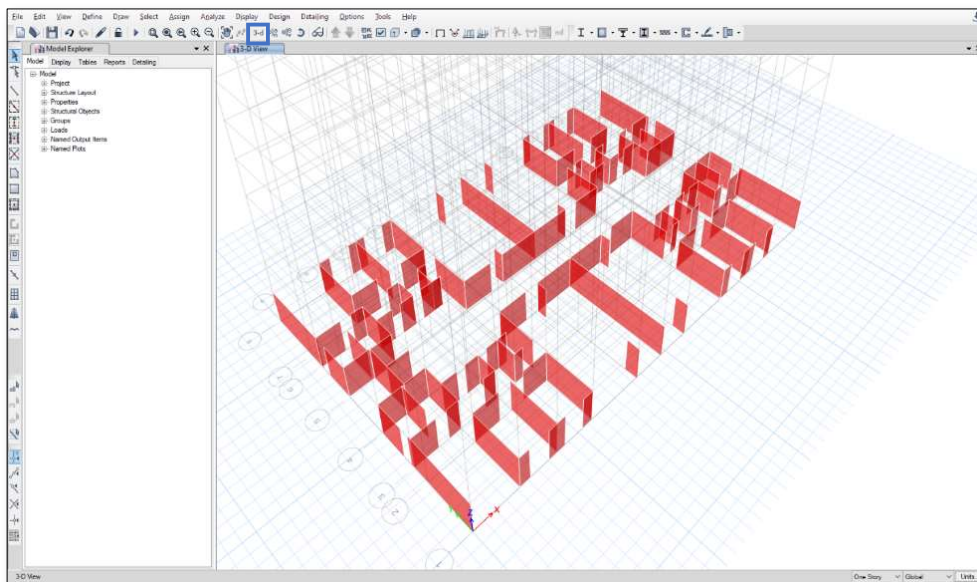 File Edit View Define Draw Select Assign Analyze Display Design Detailing Options Tools Help
3-d
Model Explorer
3-D View
Model Display Tables Reports Detailing
Model
Project
Structure Layout
Properties
Structural Objects
Groups
Loads
Named Output Items
Named Plots
Z
X
3-D View
One Story
Global
Units